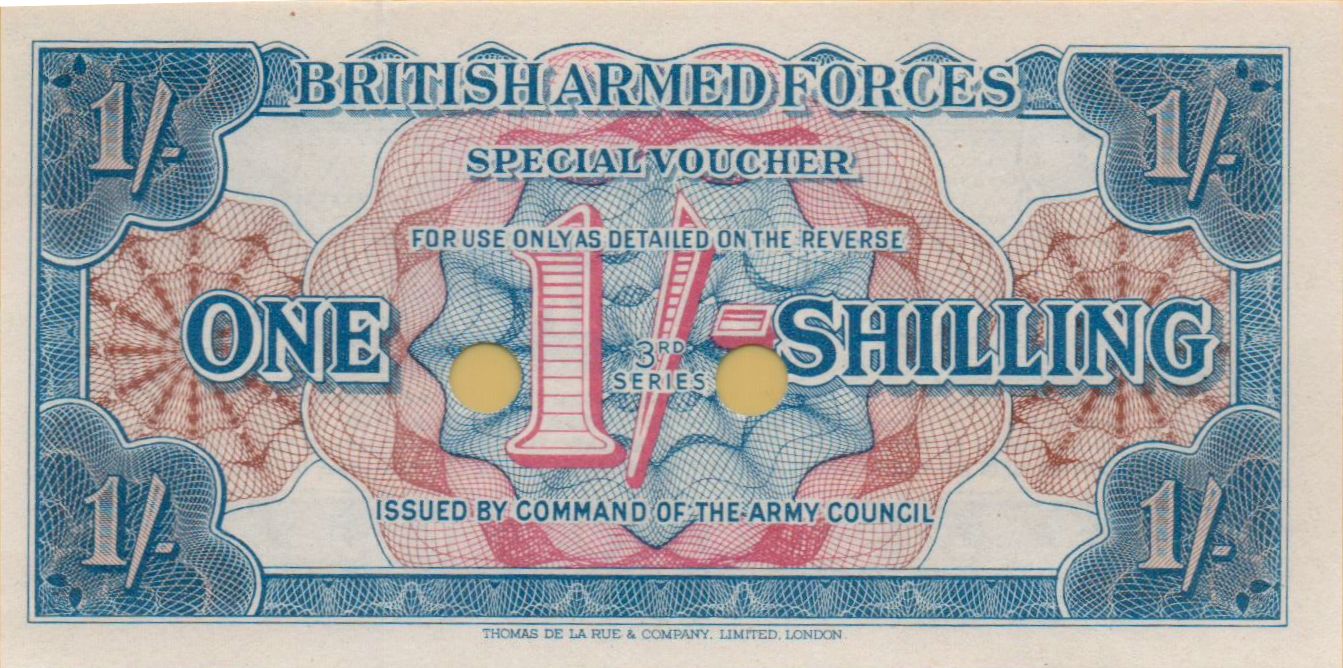 1/- BRITISH ARMED FORCES 1/-
SPECIAL VOUCHER
FOR USE ONLY AS DETAILED ON THE REVERSE
ONE 1/- SHILLING
3RD
SERIES
ISSUED BY COMMAND OF THE ARMY COUNCIL
1/- 1/-
THOMAS DE LA RUE & COMPANY, LIMITED, LONDON.